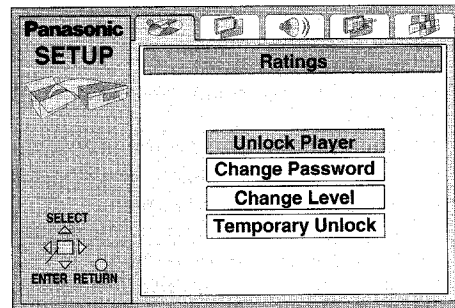 Panasonic
SETUP
Ratings
Unlock Player
Change Password
Change Level
Temporary Unlock
SELECT
ENTER RETURN